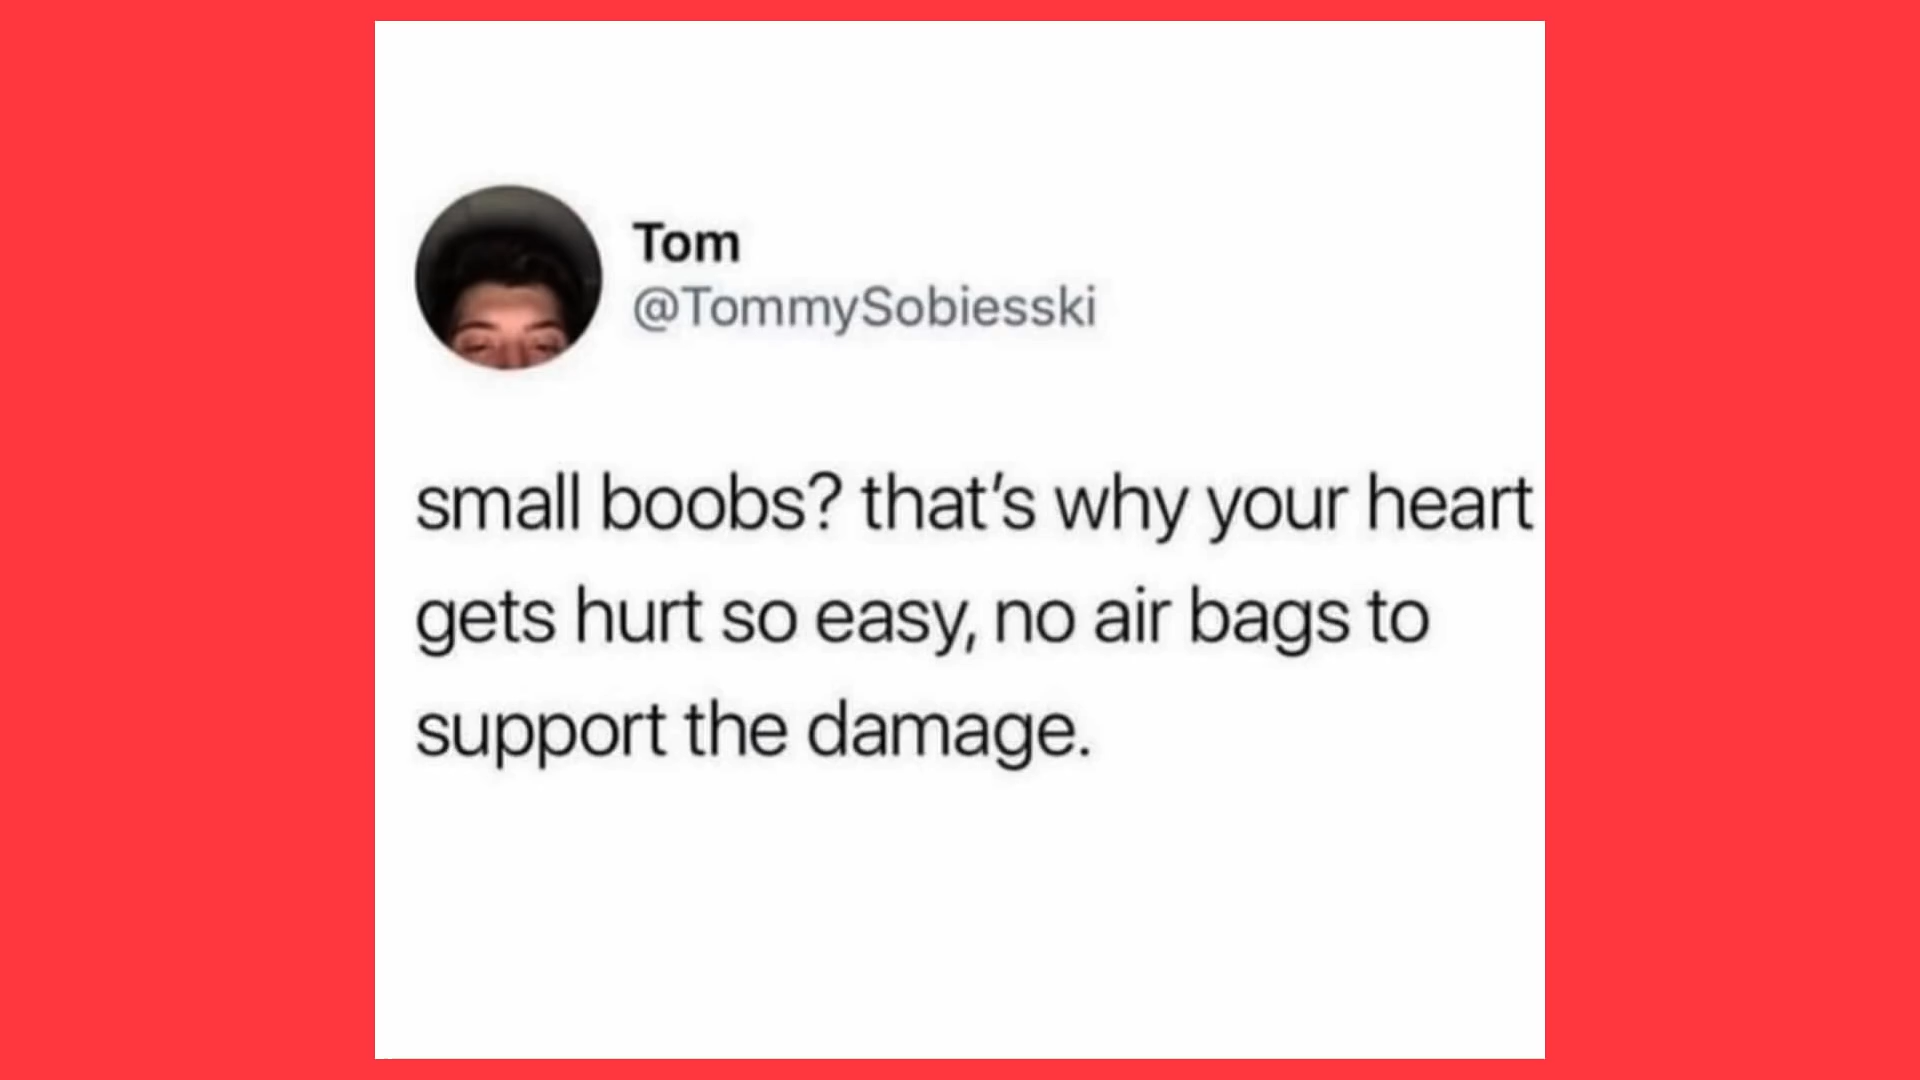 Tom
@TommySobiesski
small boobs? that’s why your heart
gets hurt so easy, no air bags to
support the damage.